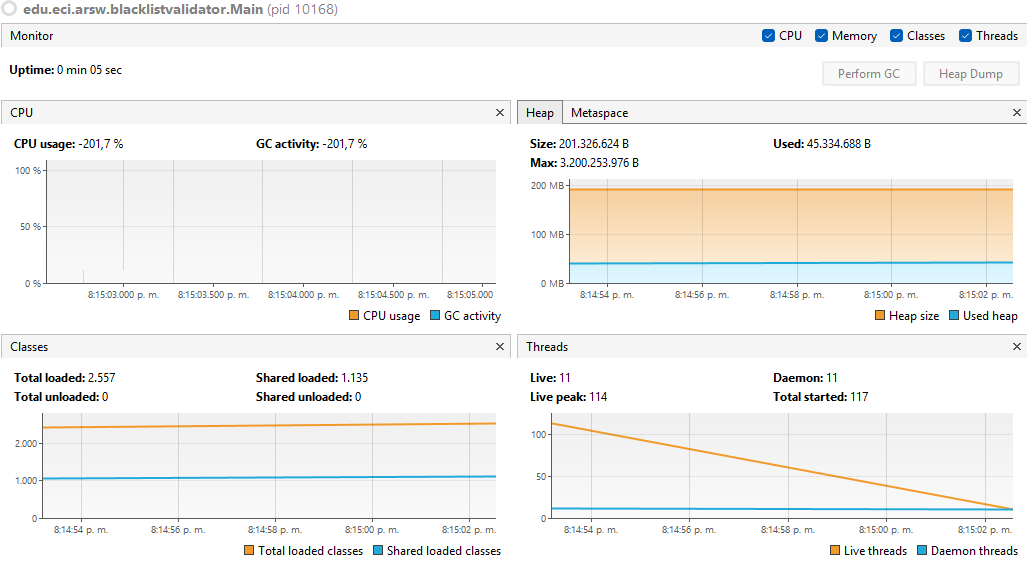 edu.eci.arsw.blacklistvalidator.Main (pid 10168)
Monitor
CPU Memory Classes Threads
Uptime: 0 min 05 sec
Perform GC Heap Dump
CPU
CPU usage: -201,7 % GC activity: -201,7 %
100 %
50 %
0 %
8:15:03.000 p. m. 8:15:03.500 p. m. 8:15:04.000 p. m. 8:15:04.500 p. m. 8:15:05.000
CPU usage GC activity
Heap Metaspace
Size: 201.326.624 B Used: 45.334.688 B
Max: 3.200.253.976 B
200 MB
100 MB
0 MB
8:14:54 p. m. 8:14:56 p. m. 8:14:58 p. m. 8:15:00 p. m. 8:15:02 p. m.
Heap size Used heap
Classes
Total loaded: 2.557 Shared loaded: 1.135
Total unloaded: 0 Shared unloaded: 0
2.000
1.000
0
8:14:54 p. m. 8:14:56 p. m. 8:14:58 p. m. 8:15:00 p. m. 8:15:02 p. m.
Total loaded classes Shared loaded classes
Threads
Live: 11 Daemon: 11
Live peak: 114 Total started: 117
100
50
0
8:14:54 p. m. 8:14:56 p. m. 8:14:58 p. m. 8:15:00 p. m. 8:15:02 p. m.
Live threads Daemon threads